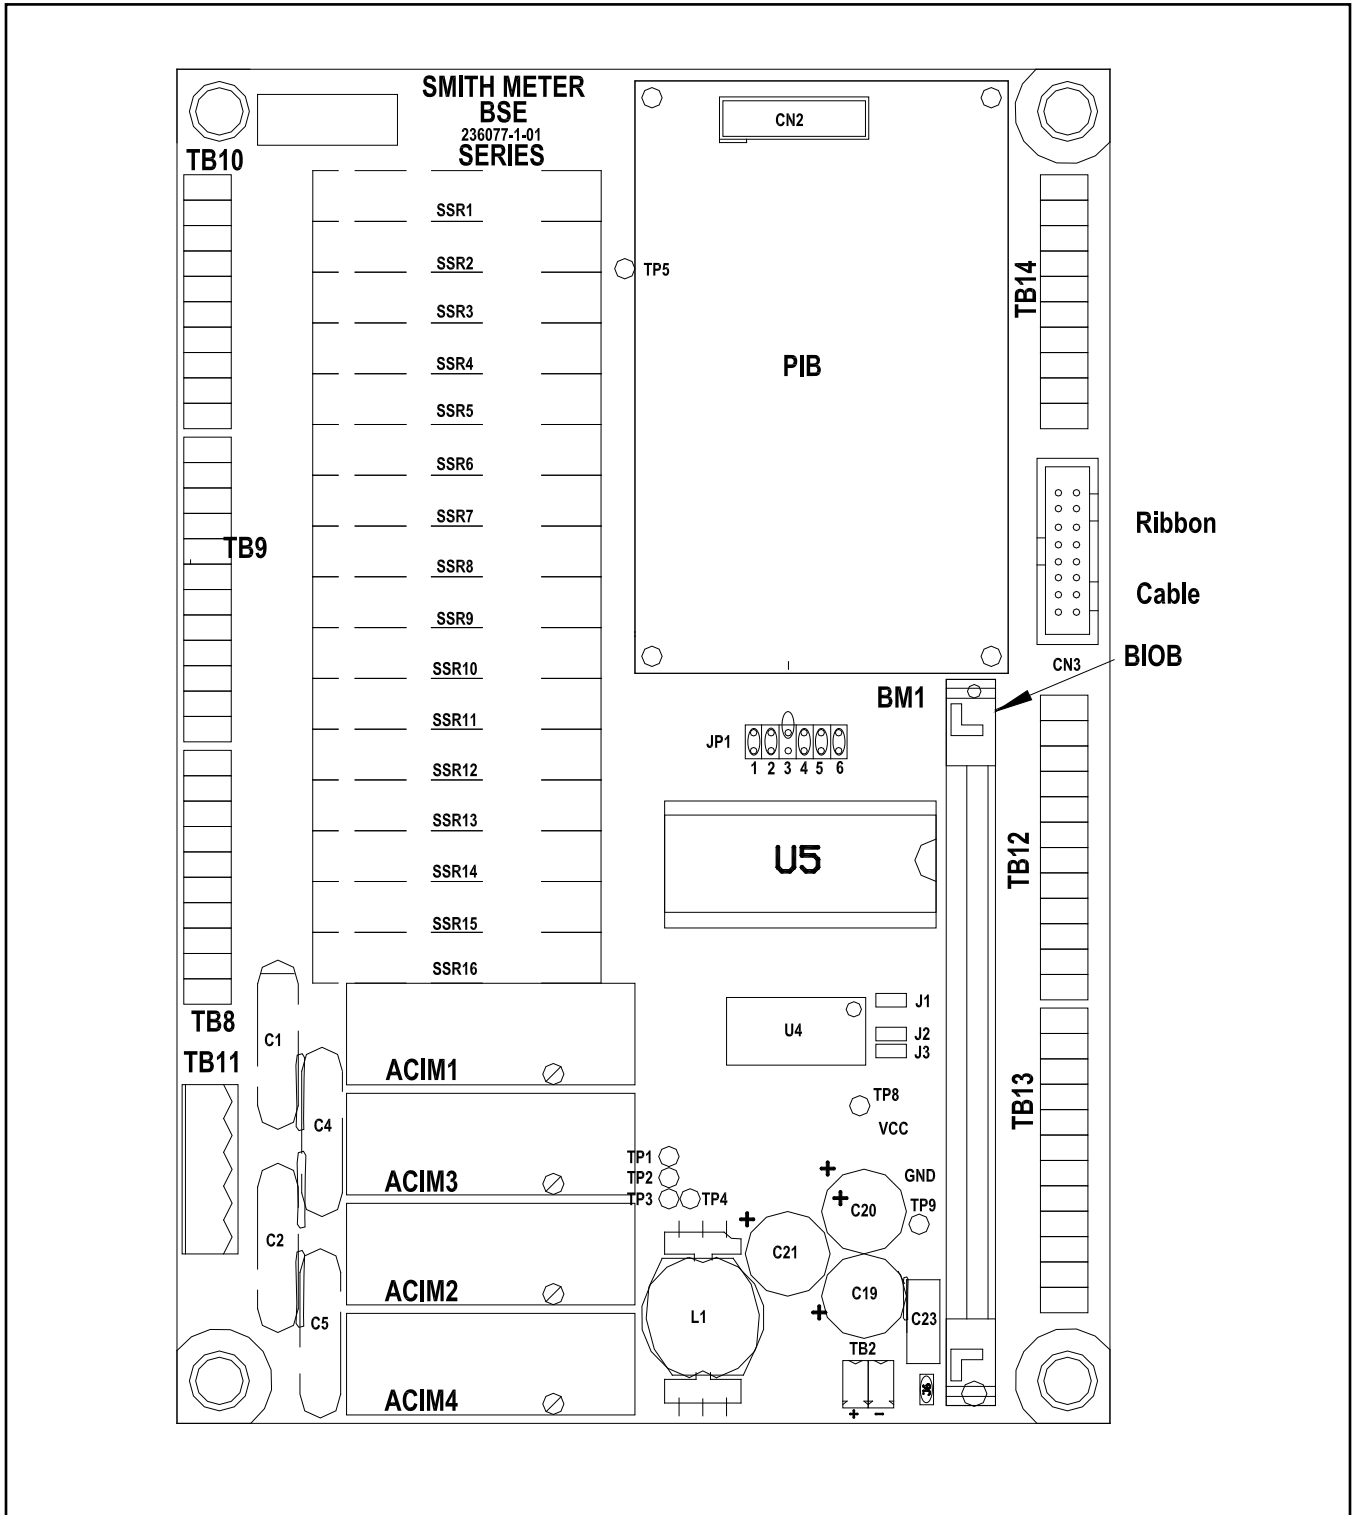 SMITH METER
BSE
236077-1-01
SERIES
CN2
TB10
SSR1
SSR2
TP5
TB14
SSR3
SSR4
PIB
SSR5
SSR6
SSR7
Ribbon
TB9
SSR8
Cable
SSR9
BIOB
CN3
SSR10
BM1
SSR11
JP1
1 2 3 4 5 6
SSR12
SSR13
U5
TB12
SSR14
SSR15
SSR16
J1
TB8
U4
J2
C1
J3
TB11
ACIM1
TP8
TB13
C4
VCC
TP1
TP2
GND
ACIM3
TP3
TP4
+
+
C20
TP9
+
C2
C21
ACIM2
C19
+
C5
L1
C23
TB2
ACIM4
+ -